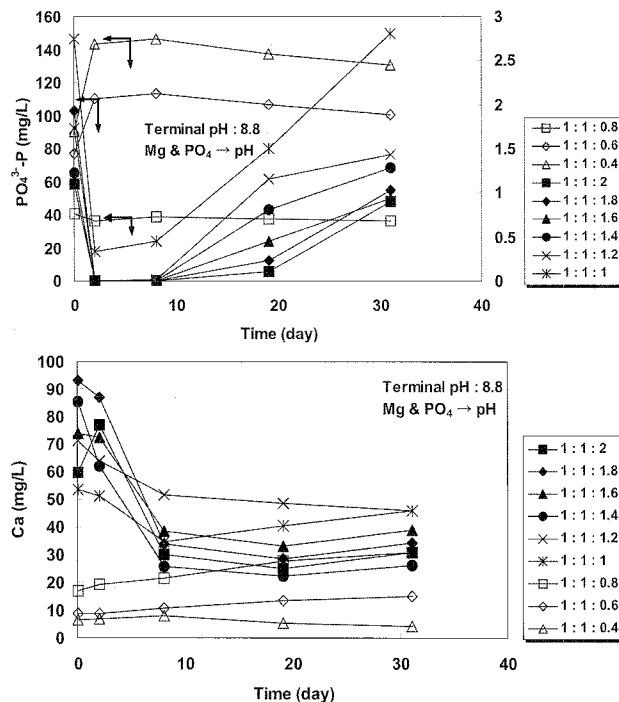 160
140
120
100
80
60
40
20
0
3
2.5
2
1.5
1
0.5
0
PO₄³-P (mg/L)
Terminal pH : 8.8
Mg & PO₄ → pH
0 10 20 30 40
Time (day)
1 : 1 : 0.8
1 : 1 : 0.6
1 : 1 : 0.4
1 : 1 : 2
1 : 1 : 1.8
1 : 1 : 1.6
1 : 1 : 1.4
1 : 1 : 1.2
1 : 1 : 1
100
90
80
70
60
50
40
30
20
10
0
Ca (mg/L)
Terminal pH : 8.8
Mg & PO₄ → pH
0 10 20 30 40
Time (day)
1 : 1 : 2
1 : 1 : 1.8
1 : 1 : 1.6
1 : 1 : 1.4
1 : 1 : 1.2
1 : 1 : 1
1 : 1 : 0.8
1 : 1 : 0.6
1 : 1 : 0.4